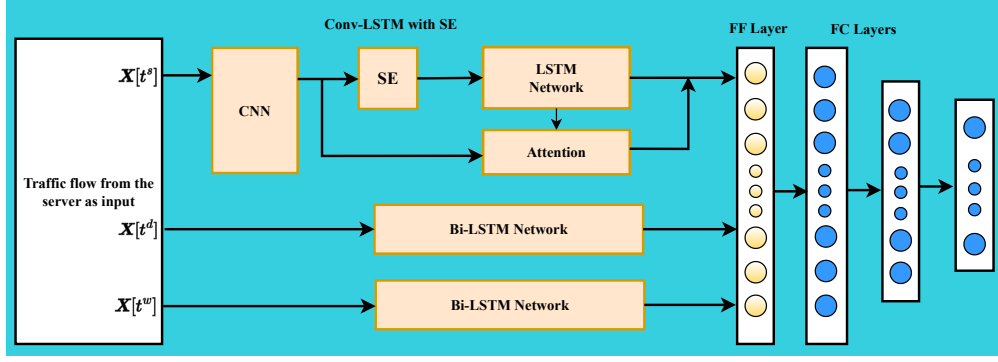 Conv-LSTM with SE
FF Layer
FC Layers
X[t^s]
CNN
SE
LSTM
Network
Attention
Traffic flow from the
server as input
X[t^d]
Bi-LSTM Network
X[t^w]
Bi-LSTM Network